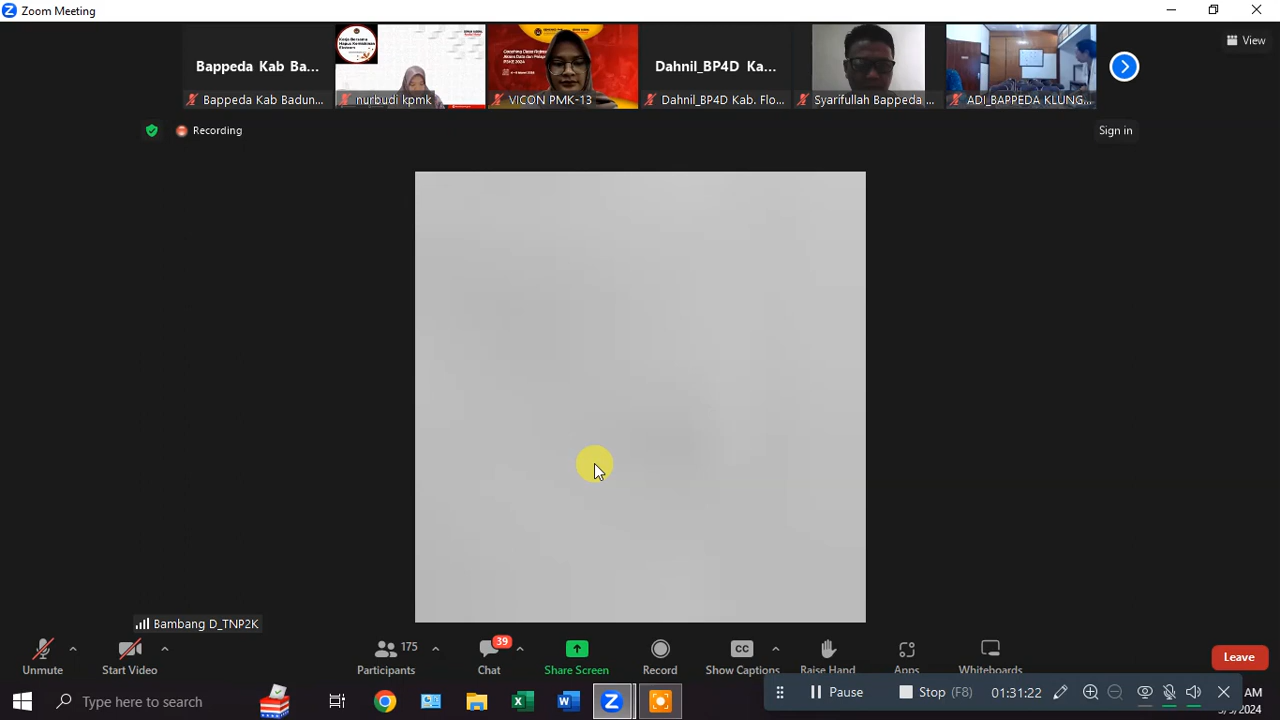 Zoom Meeting
Bappeda Kab Ba...
Dahnil_BP4D Ka...
Bappeda Kab Badun...
nurbudi kpmk
VICON PMK-13
Dahnil_BP4D Kab. Flo...
Syarifullah Bappeda ...
ADI_BAPPEDA KLUNG...
View
Recording
Sign in
Bambang D_TNP2K
Unmute
Start Video
175
Participants
39
Chat
Share Screen
Record
CC
Show Captions
Raise Hand
Apps
Whiteboards
Leave
Type here to search
Pause
Stop (F8)
01:31:22
AM